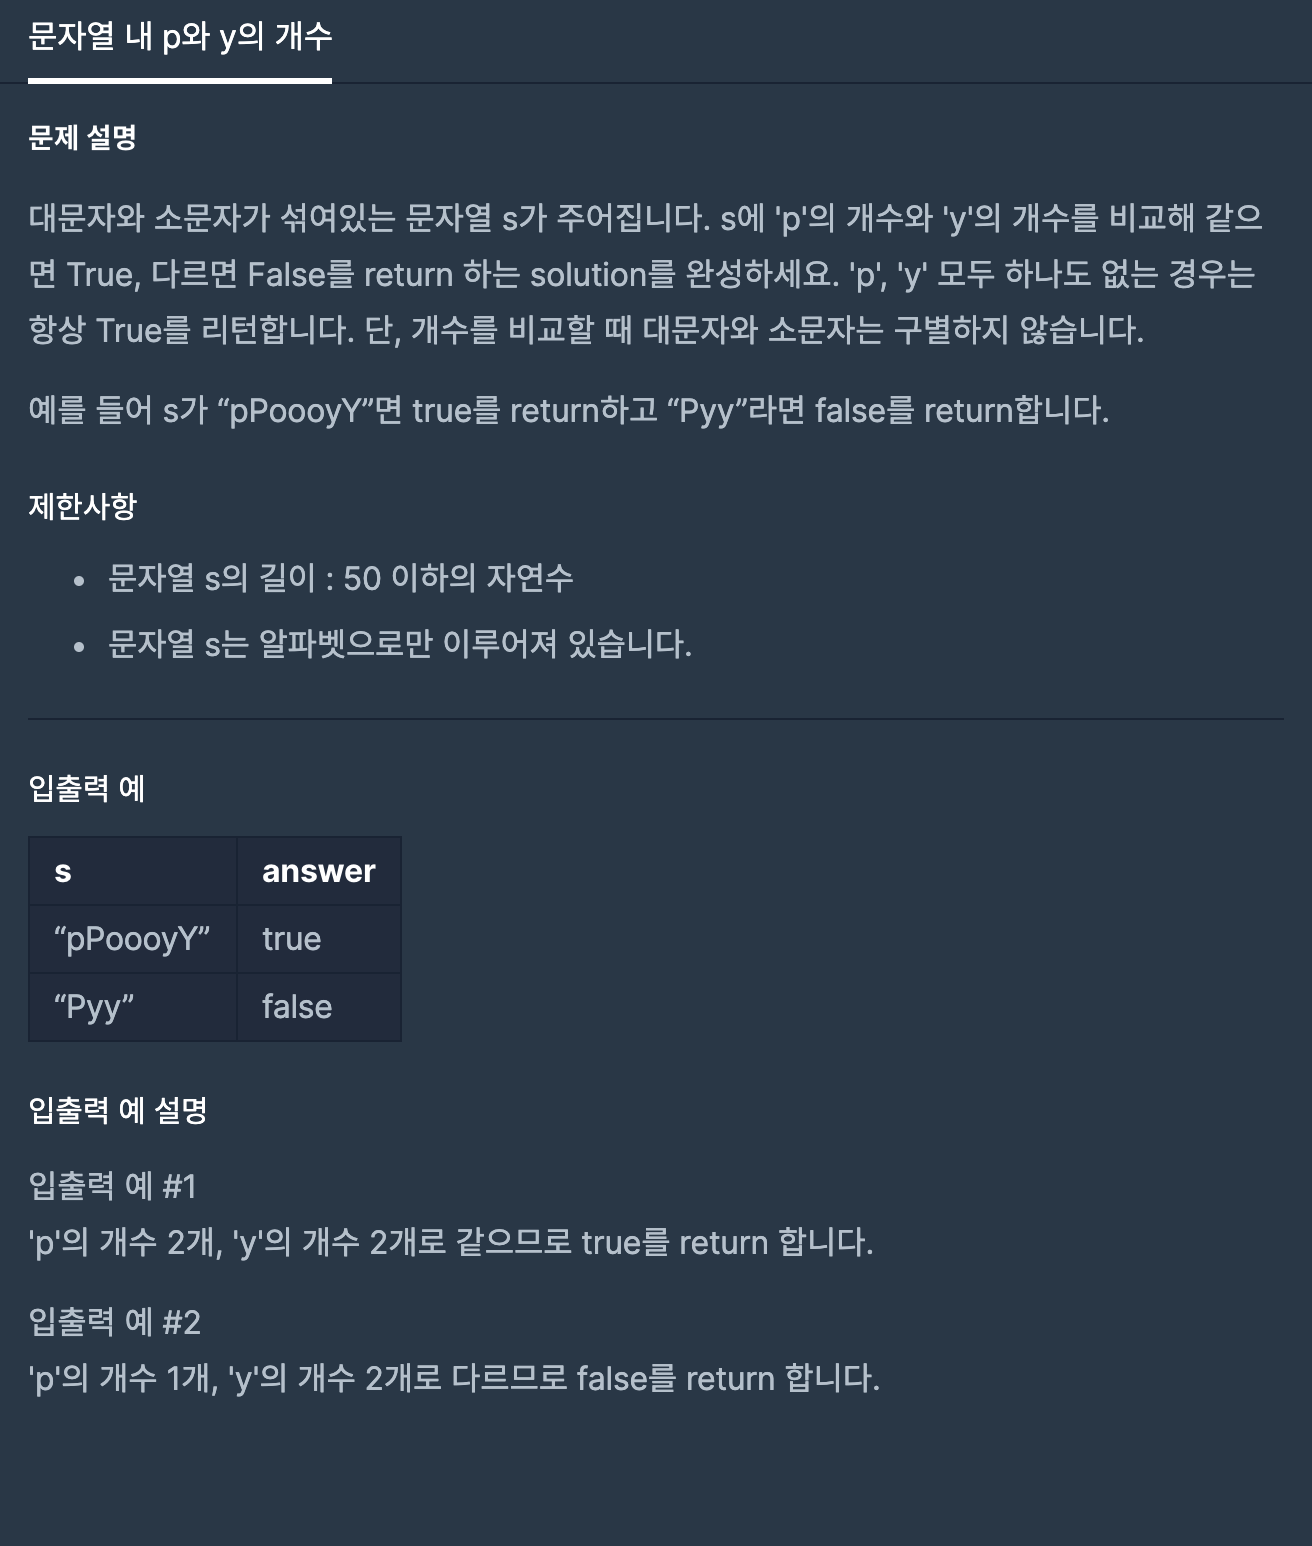 문자열 내 p와 y의 개수
문제 설명
대문자와 소문자가 섞여있는 문자열 s가 주어집니다. s에 'p'의 개수와 'y'의 개수를 비교해 같으
면 True, 다르면 False를 return 하는 solution를 완성하세요. 'p', 'y' 모두 하나도 없는 경우는
항상 True를 리턴합니다. 단, 개수를 비교할 때 대문자와 소문자는 구별하지 않습니다.
예를 들어 s가 “pPoooyY”면 true를 return하고 “Pyy”라면 false를 return합니다.
제한사항
• 문자열 s의 길이 : 50 이하의 자연수
• 문자열 s는 알파벳으로만 이루어져 있습니다.
입출력 예
s answer
“pPoooyY” true
“Pyy” false
입출력 예 설명
입출력 예 #1
'p'의 개수 2개, 'y'의 개수 2개로 같으므로 true를 return 합니다.
입출력 예 #2
'p'의 개수 1개, 'y'의 개수 2개로 다르므로 false를 return 합니다.